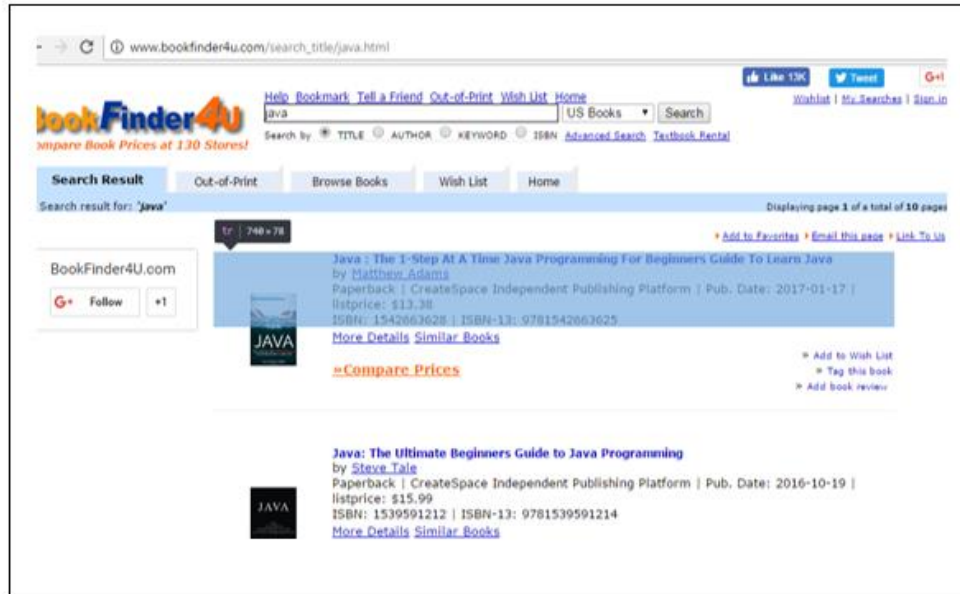 www.bookfinder4u.com/search_title/java.html
Like 13K Tweet G+1
Help Bookmark Tell a Friend Out-of-Print Wish List Home
Wishlist | My Searches | Sign in
BookFinder4U
java US Books Search
Search by TITLE AUTHOR KEYWORD ISBN Advanced Search Textbook Rental
ompare Book Prices at 130 Stores!
Search Result Out-of-Print Browse Books Wish List Home
Search result for: 'java' Displaying page 1 of a total of 10 pages
tr 740 × 78
Add to Favorites Email this page Link To Us
BookFinder4U.com
G+ Follow +1
Java : The 1-Step At A Time Java Programming For Beginners Guide To Learn Java
by Matthew Adams
Paperback | CreateSpace Independent Publishing Platform | Pub. Date: 2017-01-17 |
listprice: $13.38
ISBN: 1542663628 | ISBN-13: 9781542663625
JAVA
More Details Similar Books
»Compare Prices
» Add to Wish List
» Tag this book
» Add book review
Java: The Ultimate Beginners Guide to Java Programming
by Steve Tale
Paperback | CreateSpace Independent Publishing Platform | Pub. Date: 2016-10-19 |
listprice: $15.99
JAVA
ISBN: 1539591212 | ISBN-13: 9781539591214
More Details Similar Books